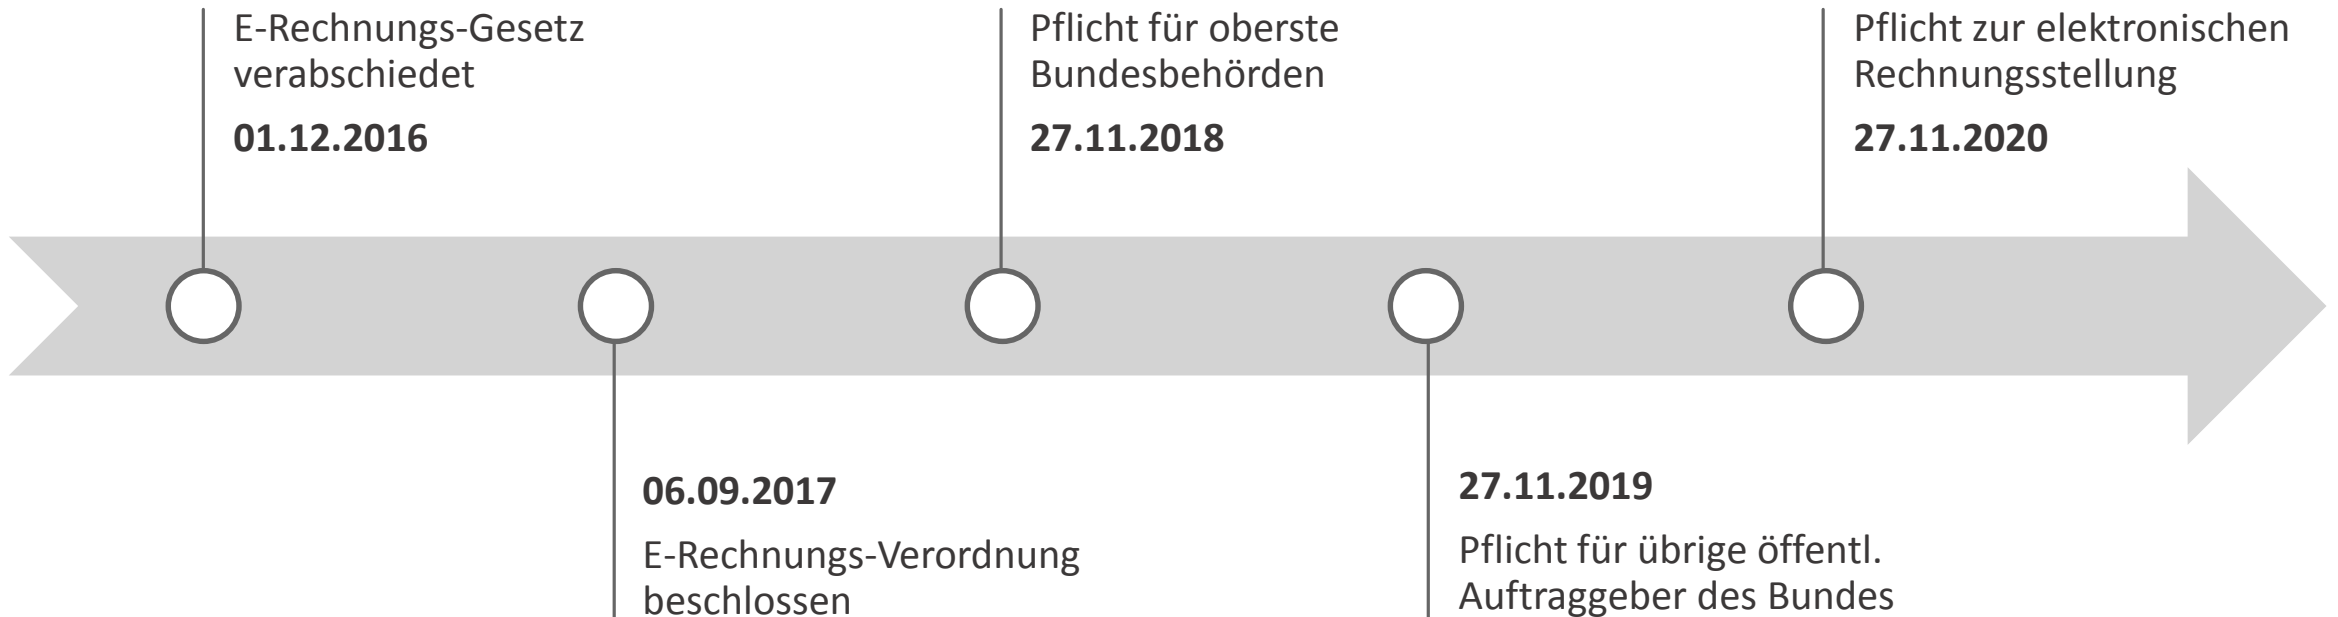 E-Rechnungs-Gesetz
verabschiedet
01.12.2016
06.09.2017
E-Rechnungs-Verordnung
beschlossen
Pflicht für oberste
Bundesbehörden
27.11.2018
27.11.2019
Pflicht für übrige öffentl.
Auftraggeber des Bundes
Pflicht zur elektronischen
Rechnungsstellung
27.11.2020